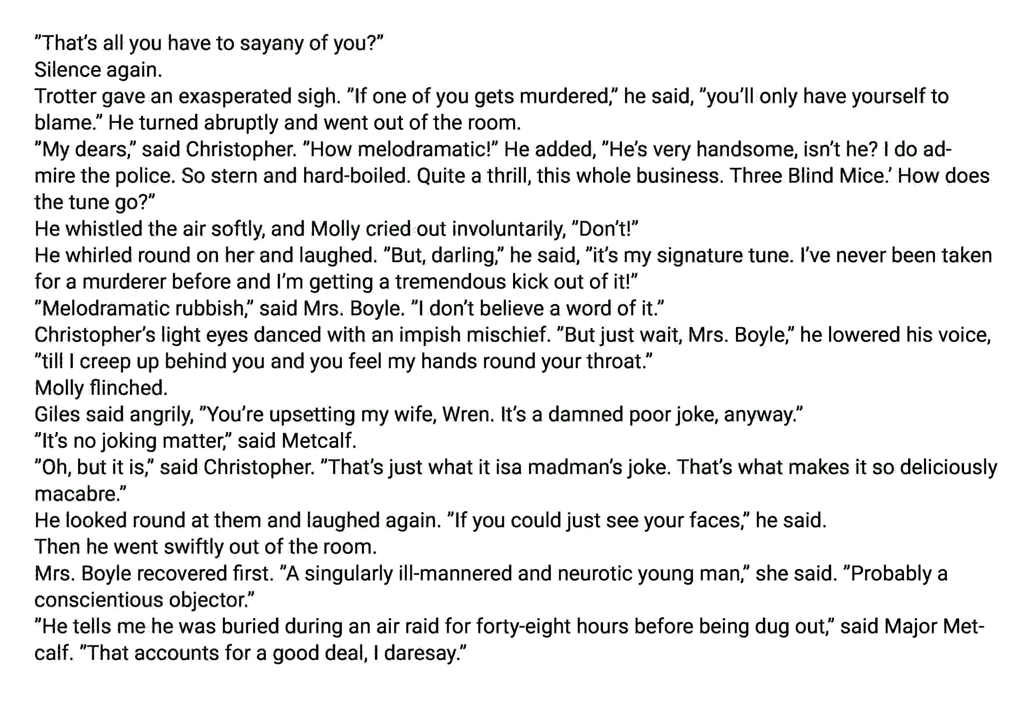 "That's all you have to sayany of you?"
Silence again.
Trotter gave an exasperated sigh. "If one of you gets murdered," he said, "you'll only have yourself to
blame." He turned abruptly and went out of the room.
"My dears," said Christopher. "How melodramatic!" He added, "He's very handsome, isn't he? I do ad-
mire the police. So stern and hard-boiled. Quite a thrill, this whole business. Three Blind Mice.' How does
the tune go?"
He whistled the air softly, and Molly cried out involuntarily, "Don't!"
He whirled round on her and laughed. "But, darling," he said, "it's my signature tune. I've never been taken
for a murderer before and I'm getting a tremendous kick out of it!"
"Melodramatic rubbish," said Mrs. Boyle. "I don't believe a word of it."
Christopher's light eyes danced with an impish mischief. "But just wait, Mrs. Boyle," he lowered his voice,
"till I creep up behind you and you feel my hands round your throat."
Molly flinched.
Giles said angrily, "You're upsetting my wife, Wren. It's a damned poor joke, anyway."
"It's no joking matter," said Metcalf.
"Oh, but it is," said Christopher. "That's just what it isa madman's joke. That's what makes it so deliciously
macabre."
He looked round at them and laughed again. "If you could just see your faces," he said.
Then he went swiftly out of the room.
Mrs. Boyle recovered first. "A singularly ill-mannered and neurotic young man," she said. "Probably a
conscientious objector."
"He tells me he was buried during an air raid for forty-eight hours before being dug out," said Major Met-
calf. "That accounts for a good deal, I daresay."